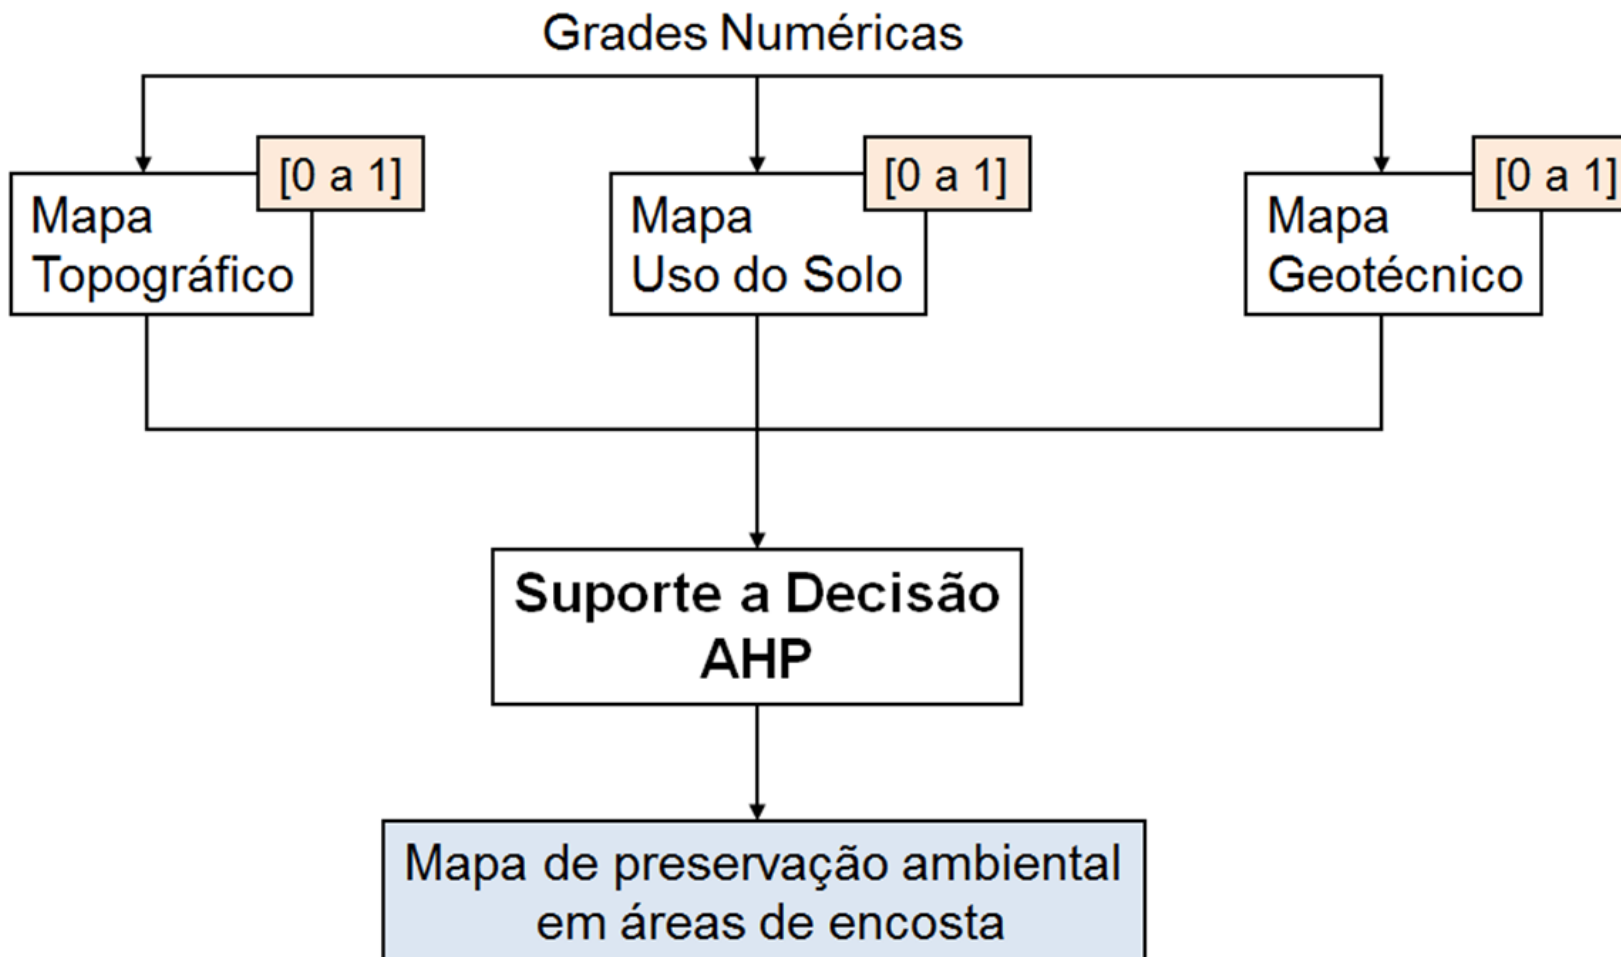 Grades Numéricas
[0 a 1]
Mapa
Topográfico
[0 a 1]
Mapa
Uso do Solo
[0 a 1]
Mapa
Geotécnico
Suporte a Decisão
AHP
Mapa de preservação ambiental
em áreas de encosta